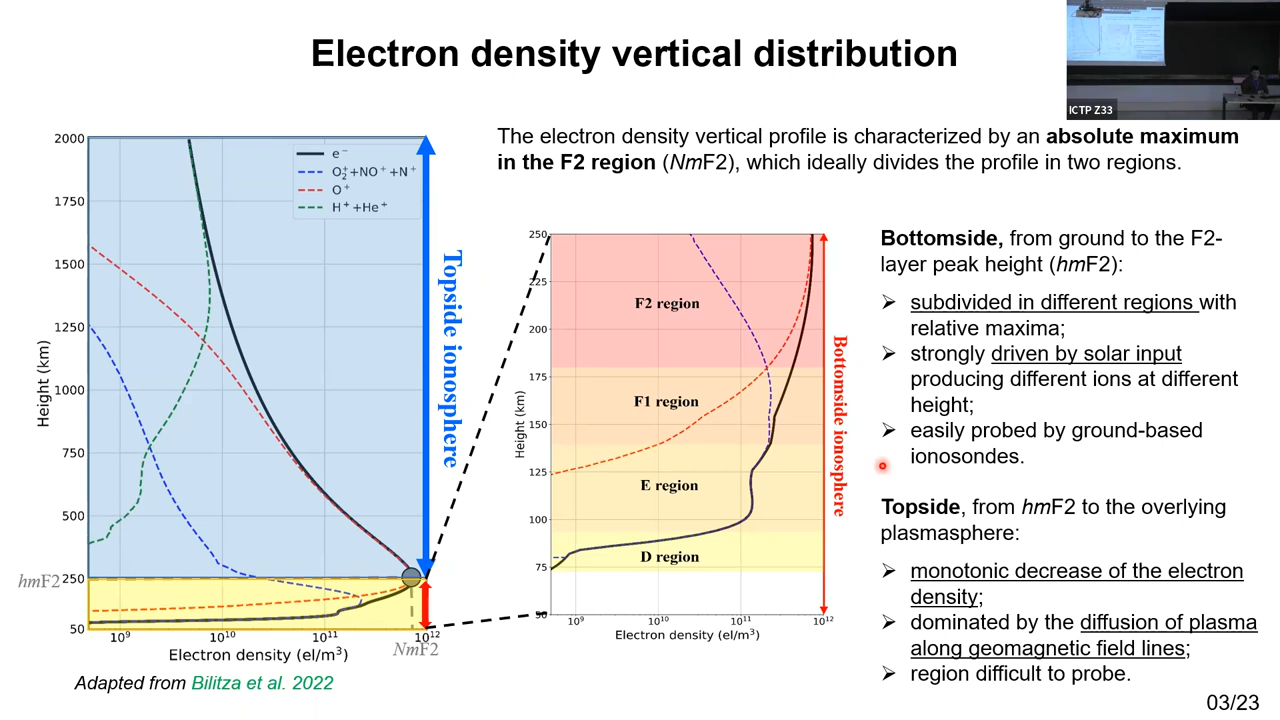 Electron density vertical distribution
ICTP Z33
The electron density vertical profile is characterized by an absolute maximum
in the F2 region (NmF2), which ideally divides the profile in two regions.
2000
1750
1500
1250
1000
750
500
250
50
hmF2
Height (km)
e⁻
O₂⁺+NO⁺+N⁺
O⁺
H⁺+He⁺
Topside ionosphere
10⁹
10¹⁰
10¹¹
10¹²
Electron density (el/m³)
NmF2
Adapted from Bilitza et al. 2022
250
225
200
175
150
125
100
75
50
Height (km)
F2 region
F1 region
E region
D region
Bottomside ionosphere
10⁹
10¹⁰
10¹¹
10¹²
Electron density (el/m³)
Bottomside, from ground to the F2-
layer peak height (hmF2):
➢ subdivided in different regions with
relative maxima;
➢ strongly driven by solar input
producing different ions at different
height;
➢ easily probed by ground-based
ionosondes.
Topside, from hmF2 to the overlying
plasmasphere:
➢ monotonic decrease of the electron
density;
➢ dominated by the diffusion of plasma
along geomagnetic field lines;
➢ region difficult to probe.
03/23